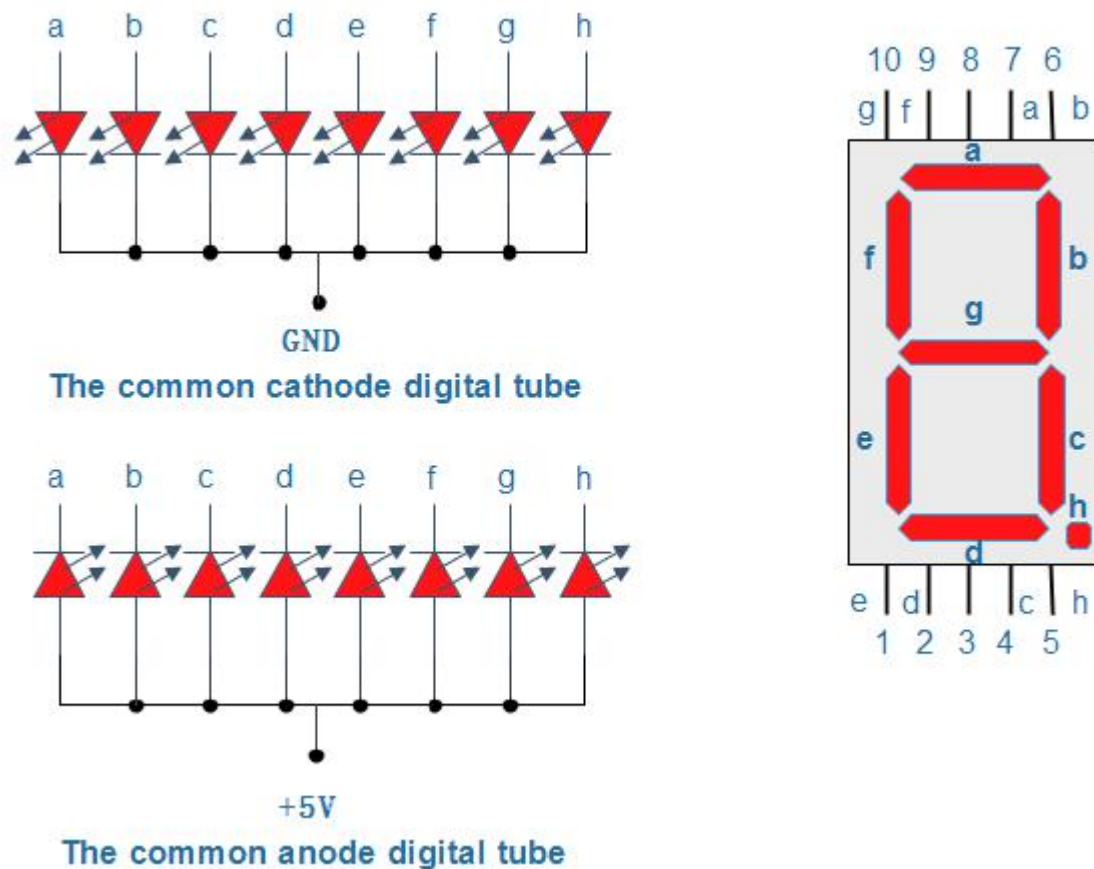 a b c d e f g h
GND
The common cathode digital tube
a b c d e f g h
+5V
The common anode digital tube
10 9 8 7 6
g f a b
a
f b
g
e c
h
d
e d c h
1 2 3 4 5